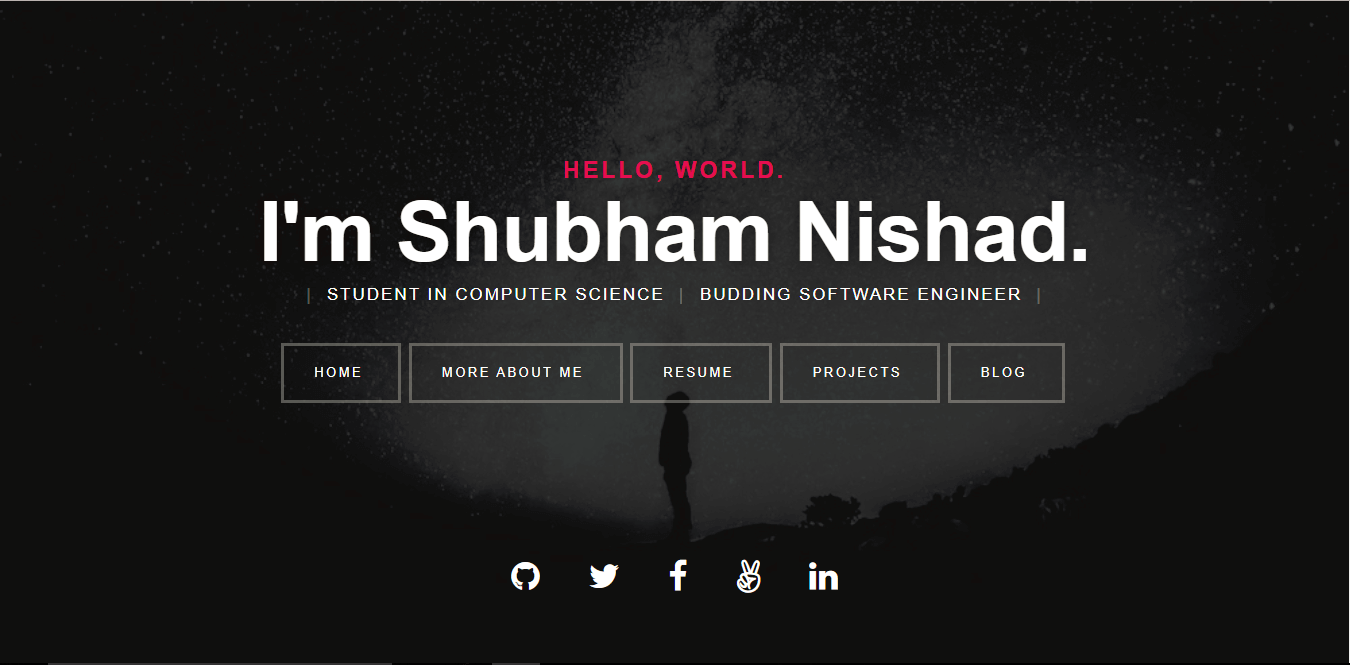 HELLO, WORLD.
I'm Shubham Nishad.
| STUDENT IN COMPUTER SCIENCE | BUDDING SOFTWARE ENGINEER |
HOME MORE ABOUT ME RESUME PROJECTS BLOG